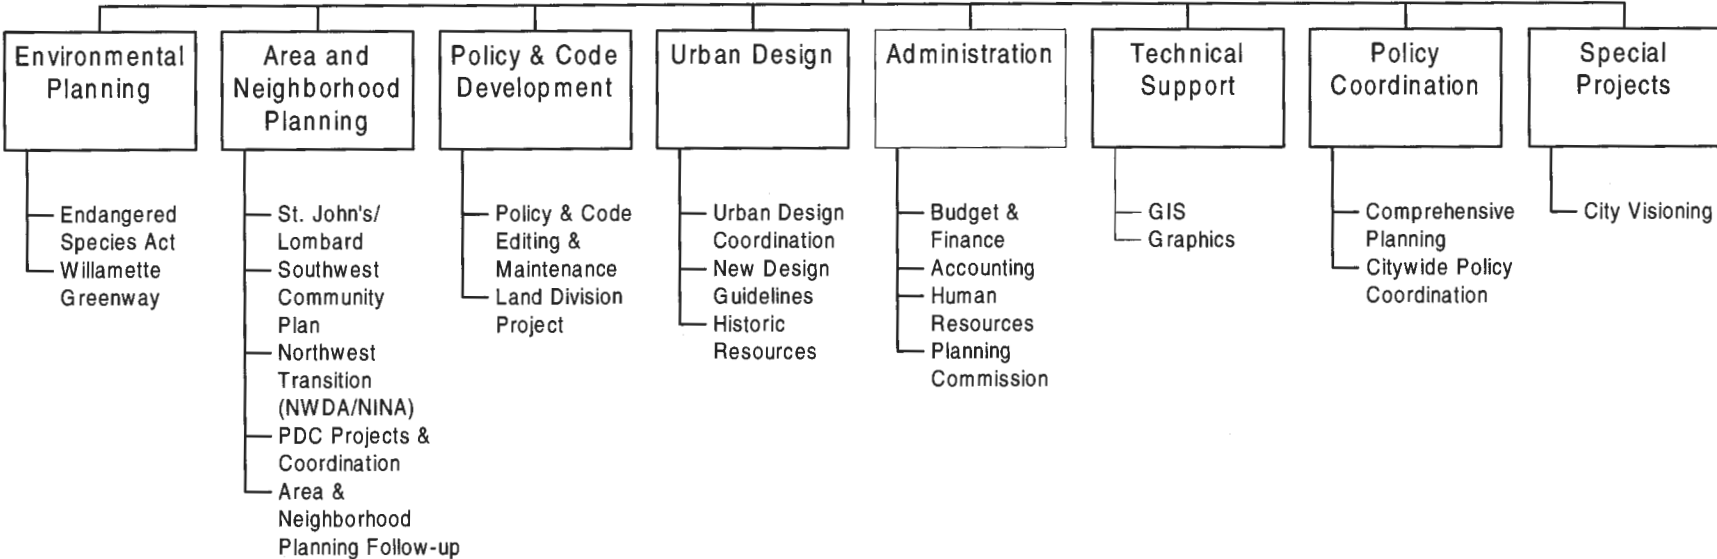 Environmental
Planning
Area and
Neighborhood
Planning
Policy & Code
Development
Urban Design
Administration
Technical
Support
Policy
Coordination
Special
Projects
Endangered
Species Act
Willamette
Greenway
St. John's/
Lombard
Southwest
Community
Plan
Northwest
Transition
(NWDA/NINA)
PDC Projects &
Coordination
Area &
Neighborhood
Planning Follow-up
Policy & Code
Editing &
Maintenance
Land Division
Project
Urban Design
Coordination
New Design
Guidelines
Historic
Resources
Budget &
Finance
Accounting
Human
Resources
Planning
Commission
GIS
Graphics
Comprehensive
Planning
Citywide Policy
Coordination
City Visioning